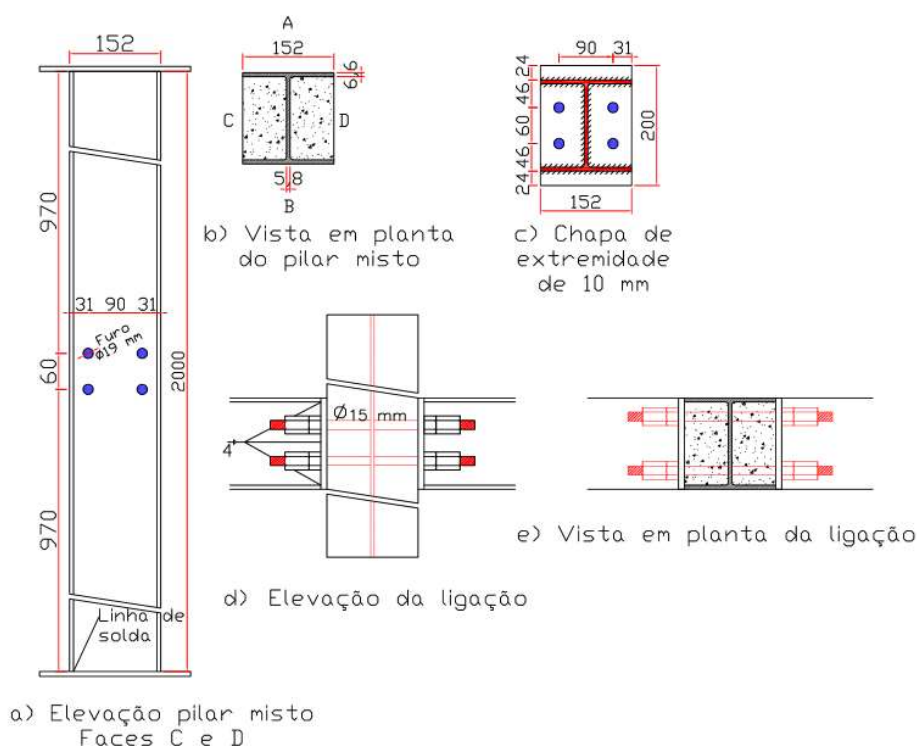 152
970
31 90 31
Furo
Ø19 mm
60
2000
970
Linha de
solda
a) Elevação pilar misto
Faces C e D
A
152
6,6
C
D
5,8
B
b) Vista em planta
do pilar misto
90 31
24
46
60
46
24
200
152
c) Chapa de
extremidade
de 10 mm
Ø15 mm
4
d) Elevação da ligação
e) Vista em planta da ligação